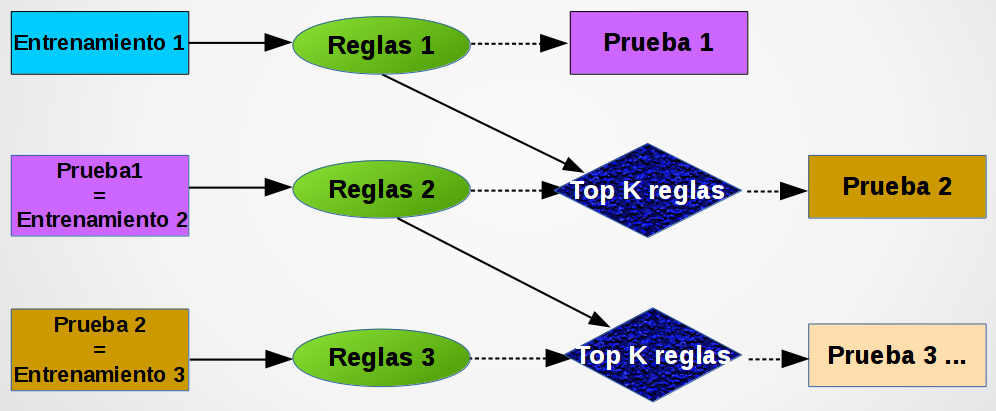 Entrenamiento 1
Reglas 1
Prueba 1
Prueba1
=
Entrenamiento 2
Reglas 2
Top K reglas
Prueba 2
Prueba 2
=
Entrenamiento 3
Reglas 3
Top K reglas
Prueba 3 ...